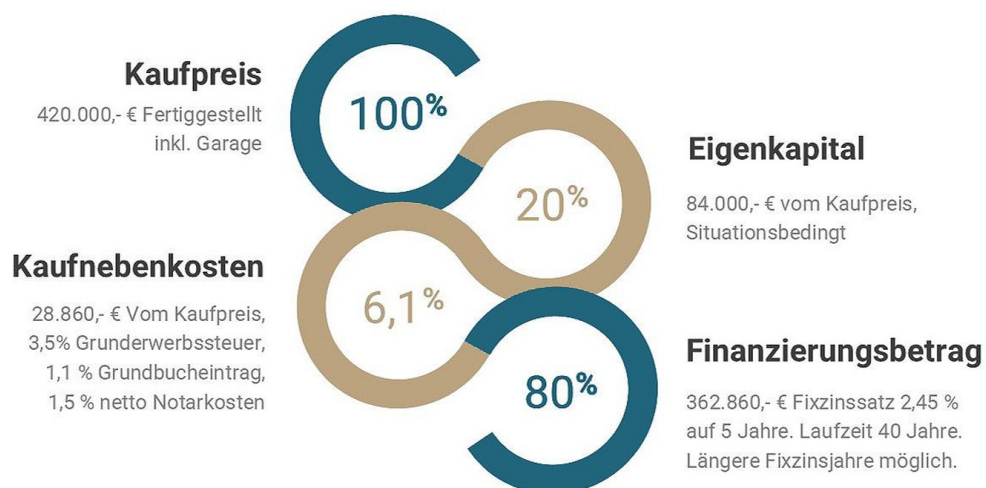 Kaufpreis
420.000,- € Fertiggestellt
inkl. Garage
100%
Eigenkapital
84.000,- € vom Kaufpreis,
Situationsbedingt
20%
Kaufnebenkosten
28.860,- € Vom Kaufpreis,
3,5% Grunderwerbssteuer,
1,1 % Grundbucheintrag,
1,5 % netto Notarkosten
6,1%
Finanzierungsbetrag
362.860,- € Fixzinssatz 2,45 %
auf 5 Jahre. Laufzeit 40 Jahre.
Längere Fixzinsjahre möglich.
80%